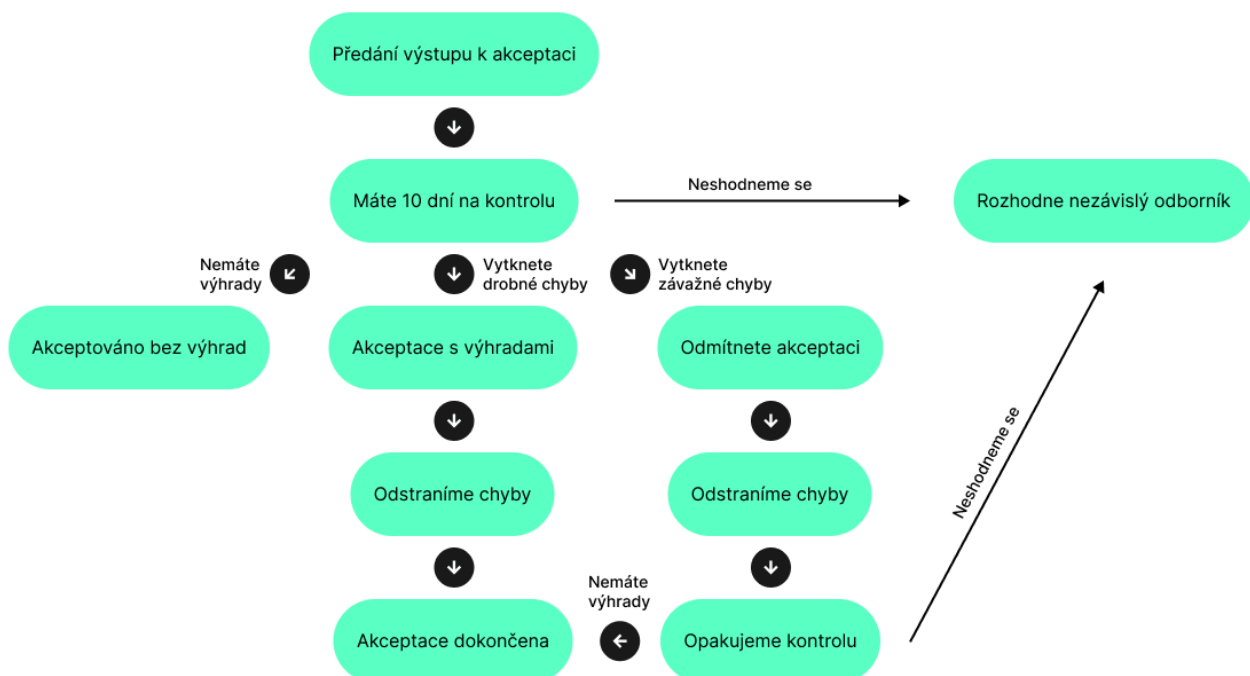 Předání výstupu k akceptaci
Máte 10 dní na kontrolu
Neshodneme se
Rozhodne nezávislý odborník
Nemáte
výhrady
Vytknete
drobné chyby
Vytknete
závažné chyby
Akceptováno bez výhrad
Akceptace s výhradami
Odmítnete akceptaci
Neshodneme se
Odstraníme chyby
Odstraníme chyby
Nemáte
výhrady
Akceptace dokončena
Opakujeme kontrolu